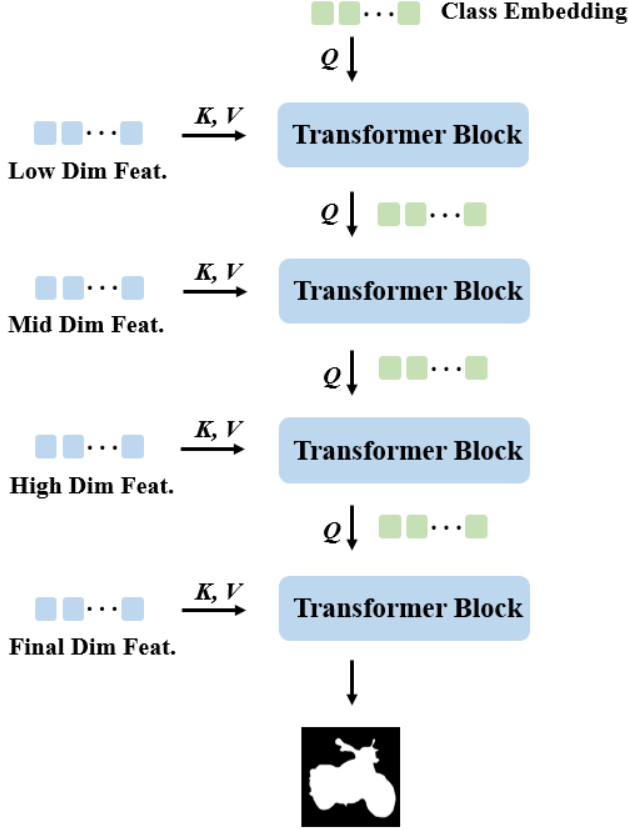 Class Embedding
Q
K, V
Transformer Block
Low Dim Feat.
Q
K, V
Transformer Block
Mid Dim Feat.
Q
K, V
Transformer Block
High Dim Feat.
Q
K, V
Transformer Block
Final Dim Feat.